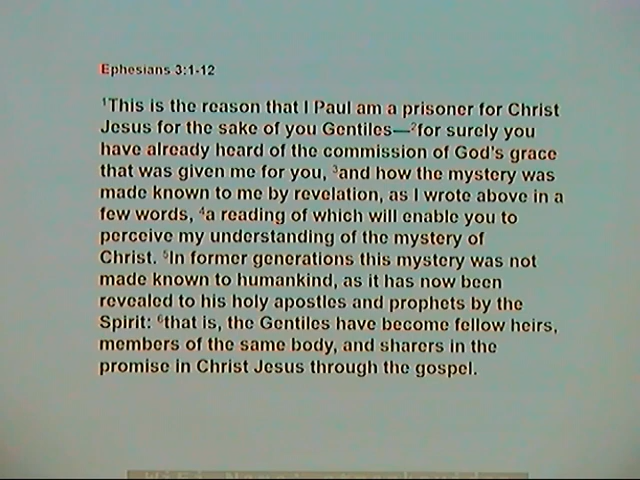 Ephesians 3:1-12
¹This is the reason that I Paul am a prisoner for Christ
Jesus for the sake of you Gentiles—²for surely you
have already heard of the commission of God's grace
that was given me for you, ³and how the mystery was
made known to me by revelation, as I wrote above in a
few words, ⁴a reading of which will enable you to
perceive my understanding of the mystery of
Christ. ⁵In former generations this mystery was not
made known to humankind, as it has now been
revealed to his holy apostles and prophets by the
Spirit: ⁶that is, the Gentiles have become fellow heirs,
members of the same body, and sharers in the
promise in Christ Jesus through the gospel.